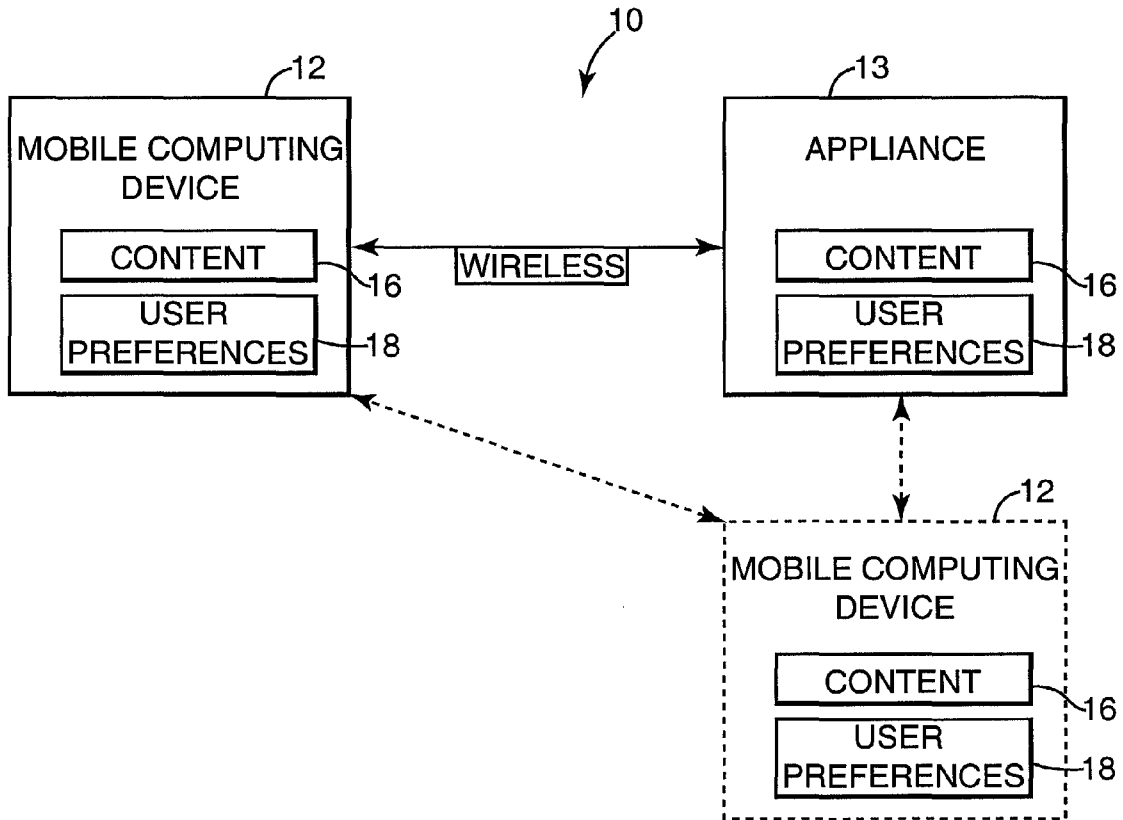 10
12
MOBILE COMPUTING
DEVICE
CONTENT
16
USER
PREFERENCES
18
WIRELESS
13
APPLIANCE
CONTENT
16
USER
PREFERENCES
18
12
MOBILE COMPUTING
DEVICE
CONTENT
16
USER
PREFERENCES
18